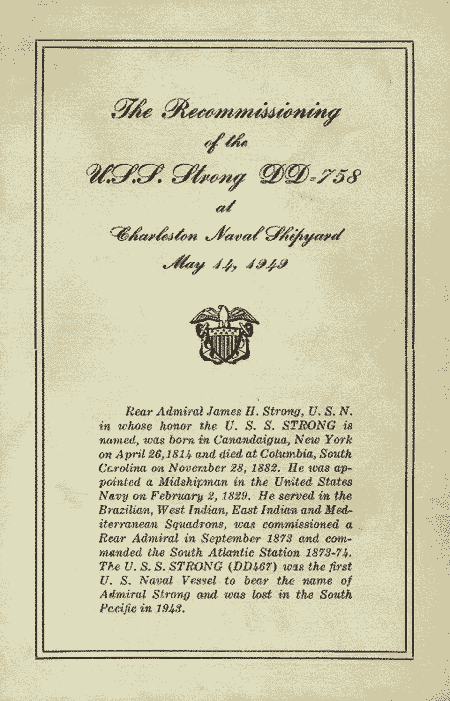 The Recommissioning
of the
U.S.S. Strong DD-758
at
Charleston Naval Shipyard
May 14, 1949
Rear Admiral James H. Strong, U. S. N.
in whose honor the U. S. S. STRONG is
named, was born in Canandaigua, New York
on April 26,1814 and died at Columbia, South
Carolina on November 28, 1882. He was ap-
pointed a Midshipman in the United States
Navy on February 2, 1829. He served in the
Brazilian, West Indian, East Indian and Med-
iterranean Squadrons, was commissioned a
Rear Admiral in September 1873 and com-
manded the South Atlantic Station 1873-74.
The U. S. S. STRONG (DD467) was the first
U. S. Naval Vessel to bear the name of
Admiral Strong and was lost in the South
Pacific in 1943.